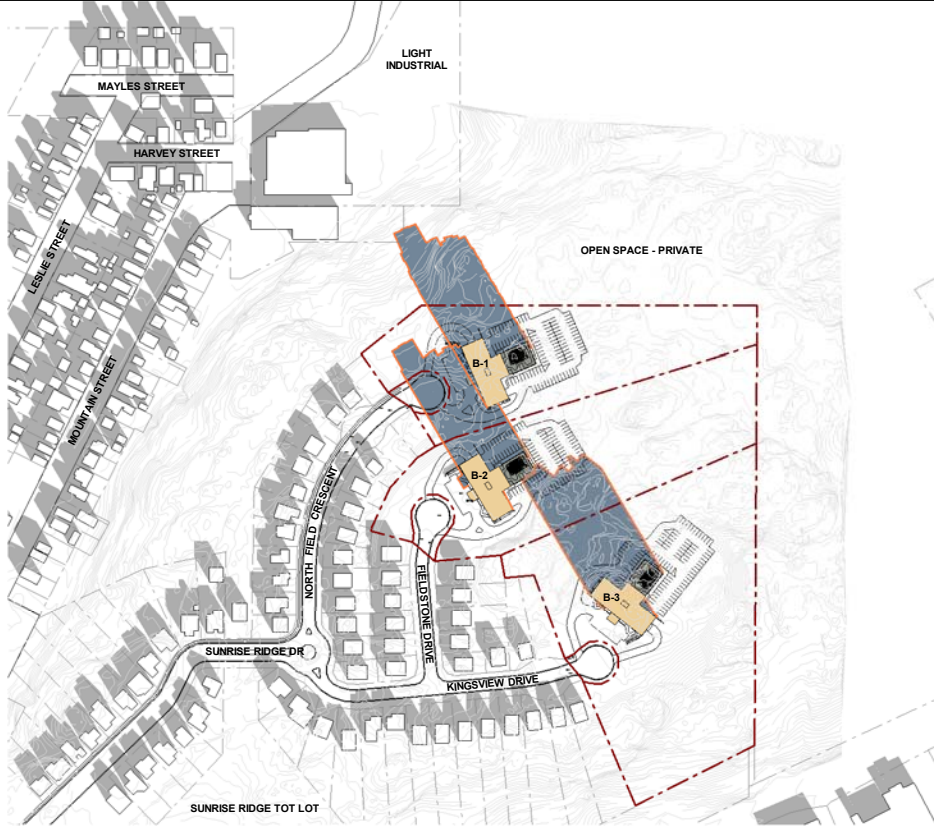 LIGHT
INDUSTRIAL
MAYLES STREET
HARVEY STREET
LESLIE STREET
OPEN SPACE - PRIVATE
MOUNTAIN STREET
B-1
B-2
NORTH FIELD CRESCENT
FIELDSTONE DRIVE
B-3
SUNRISE RIDGE DR
KINGSVIEW DRIVE
SUNRISE RIDGE TOT LOT